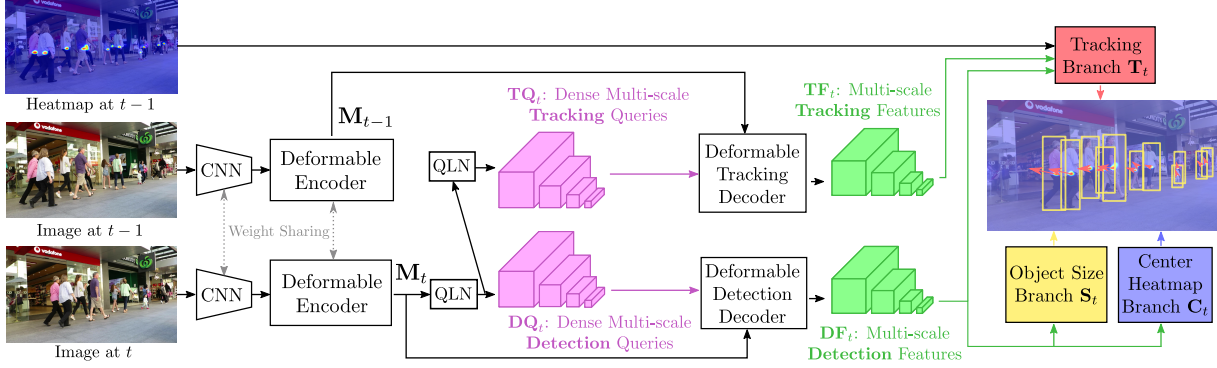 Heatmap at t − 1
Image at t − 1
Image at t
CNN
Deformable
Encoder
M_{t−1}
Weight Sharing
CNN
Deformable
Encoder
M_t
QLN
QLN
TQ_t: Dense Multi-scale
Tracking Queries
DQ_t: Dense Multi-scale
Detection Queries
Deformable
Tracking
Decoder
Deformable
Detection
Decoder
TF_t: Multi-scale
Tracking Features
DF_t: Multi-scale
Detection Features
Tracking
Branch T_t
Object Size
Branch S_t
Center
Heatmap
Branch C_t
vodafone
vodafone